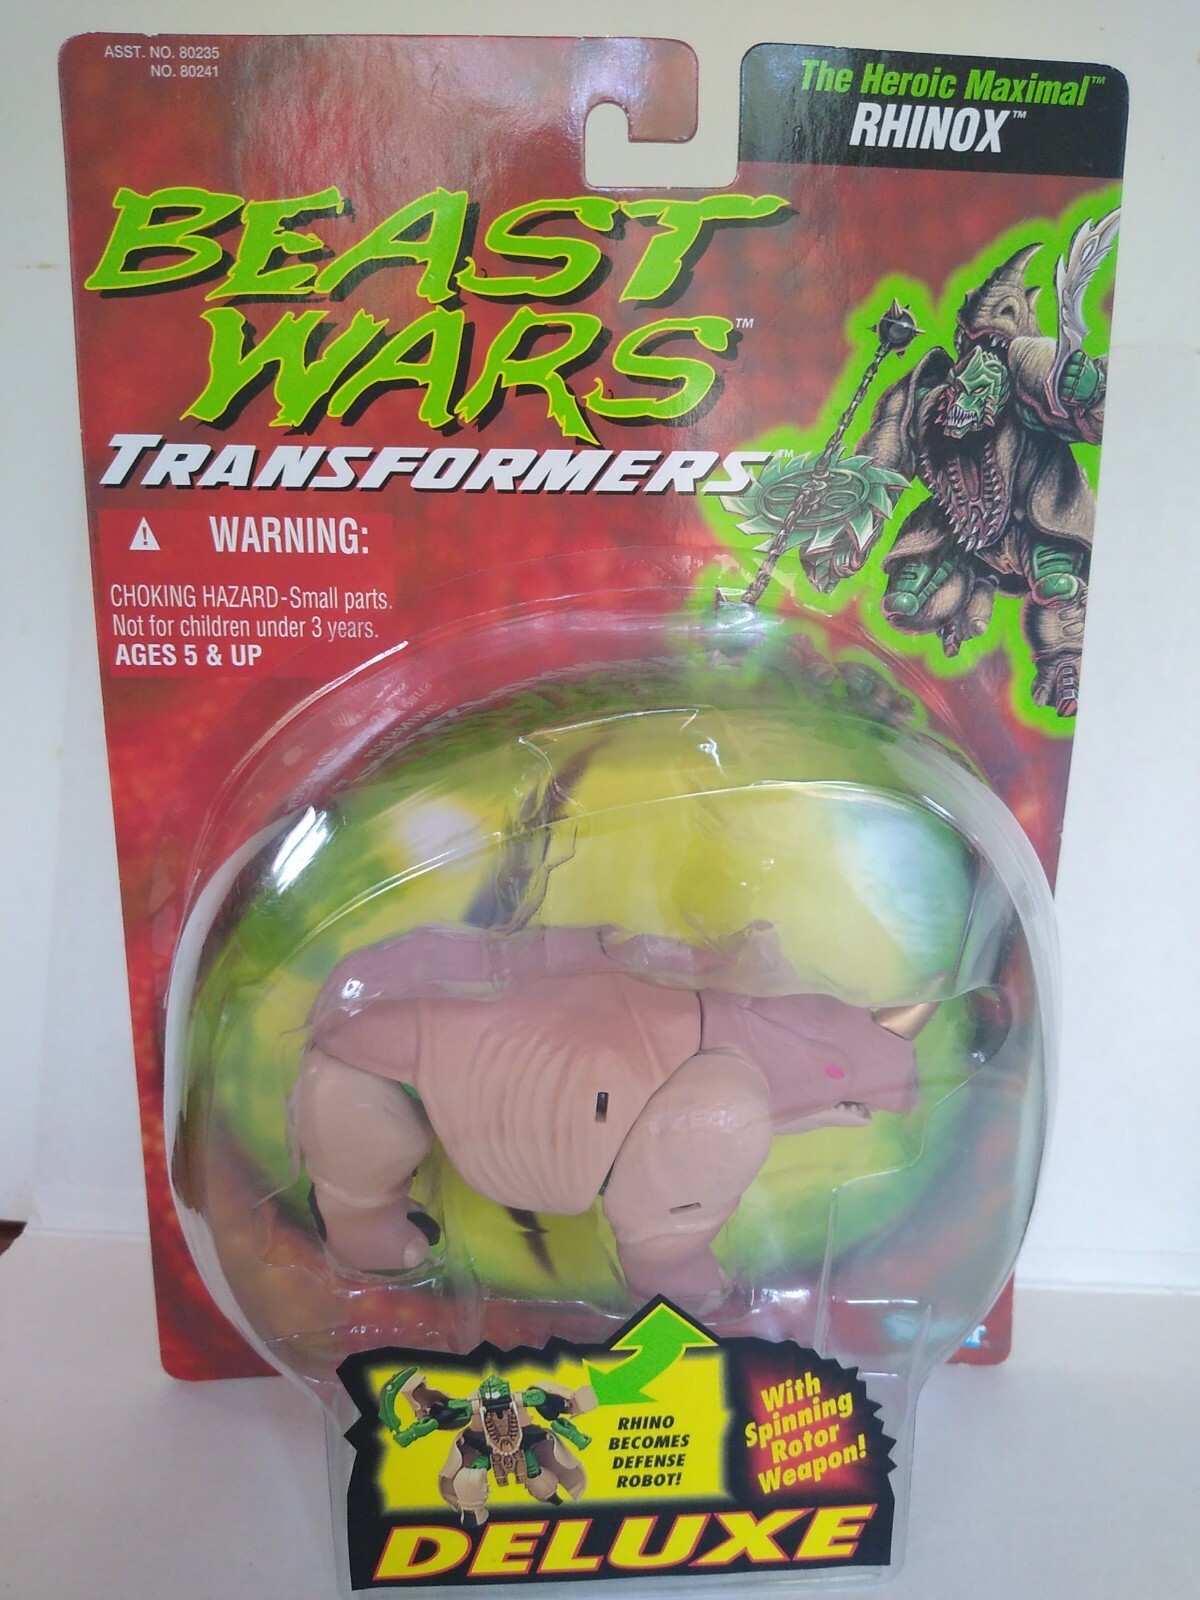 ASST. NO. 80235
NO. 80241
The Heroic Maximal™
RHINOX™
BEAST
WARS™
TRANSFORMERS™
WARNING:
CHOKING HAZARD-Small parts.
Not for children under 3 years.
AGES 5 & UP
RHINO
BECOMES
DEFENSE
ROBOT!
With
Spinning
Rotor
Weapon!
DELUXE